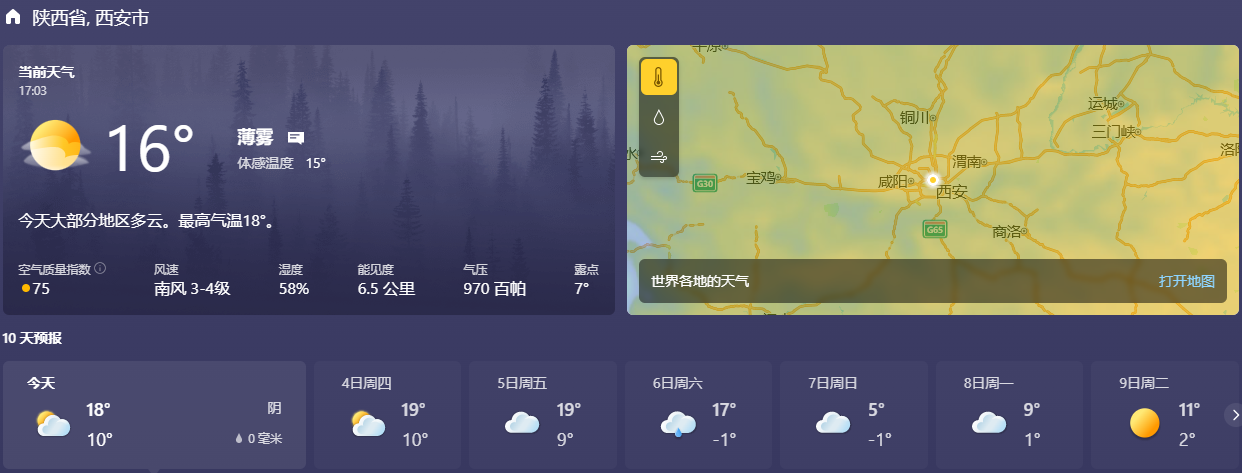 陕西省, 西安市
当前天气
17:03
16°
薄雾
体感温度 15°
今天大部分地区多云。最高气温18°。
空气质量指数 风速 湿度 能见度 气压 露点
75 南风 3-4级 58% 6.5 公里 970 百帕 7°
平凉
铜川
运城
三门峡
渭南
宝鸡
咸阳
西安
G30
G65
商洛
世界各地的天气 打开地图
10 天预报
今天
18° 阴
10° 0 毫米
4日周四
19°
10°
5日周五
19°
9°
6日周六
17°
-1°
7日周日
5°
-1°
8日周一
9°
1°
9日周二
11°
2°